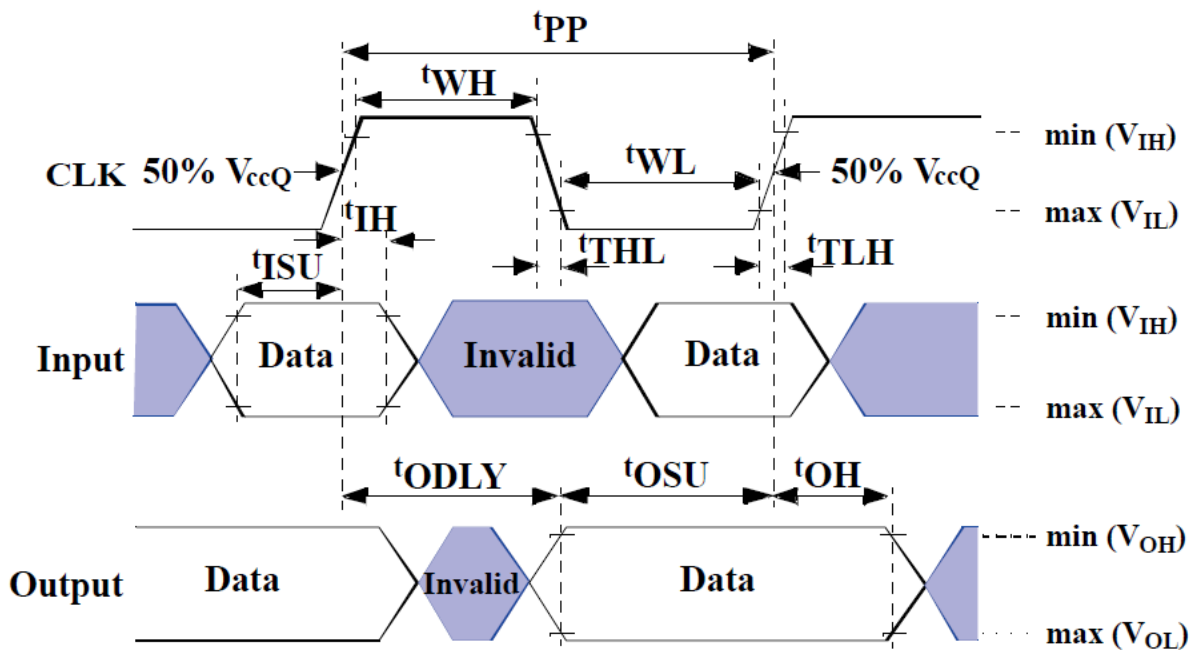 tPP
tWH
min (VIH)
CLK 50% VccQ
tWL
50% VccQ
tIH
max (VIL)
tISU
tTHL
tTLH
min (VIH)
Input
Data
Invalid
Data
max (VIL)
tODLY
tOSU
tOH
min (VOH)
Output
Data
Invalid
Data
max (VOL)